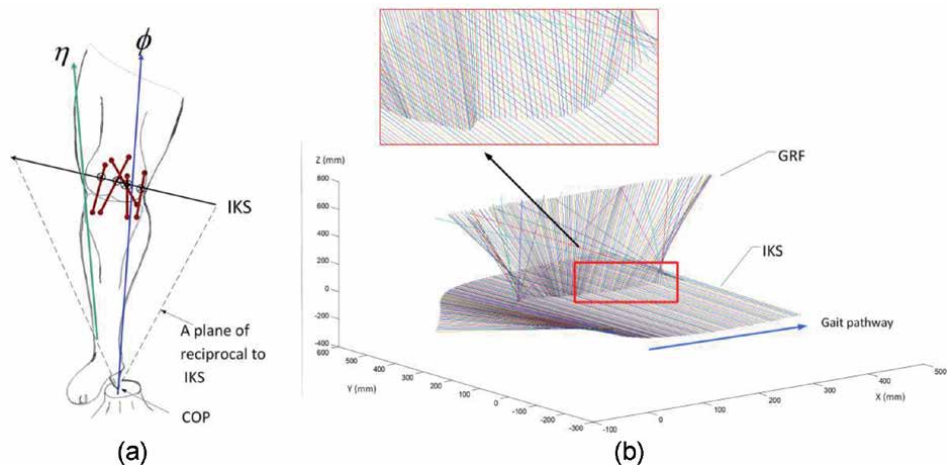 η
ϕ
IKS
A plane of
reciprocal to
IKS
COP
(a)
Z (mm)
800
600
400
200
0
-200
-400
600
500
400
300
200
100
0
-100
-200
-300
Y (mm)
-100
0
100
200
300
400
500
X (mm)
GRF
IKS
Gait pathway
(b)